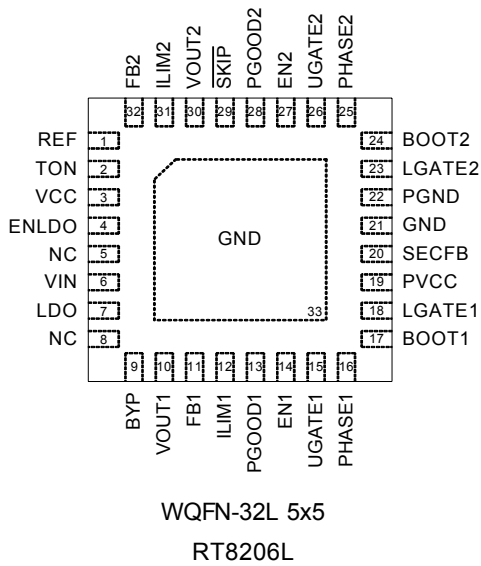 FB2
ILIM2
VOUT2
SKIP
PGOOD2
EN2
UGATE2
PHASE2
32 31 30 29 28 27 26 25
REF 1 24 BOOT2
TON 2 23 LGATE2
VCC 3 22 PGND
ENLDO 4 GND 21 GND
NC 5 20 SECFB
VIN 6 19 PVCC
LDO 7 33 18 LGATE1
NC 8 17 BOOT1
9 10 11 12 13 14 15 16
BYP
VOUT1
FB1
ILIM1
PGOOD1
EN1
UGATE1
PHASE1
WQFN-32L 5x5
RT8206L